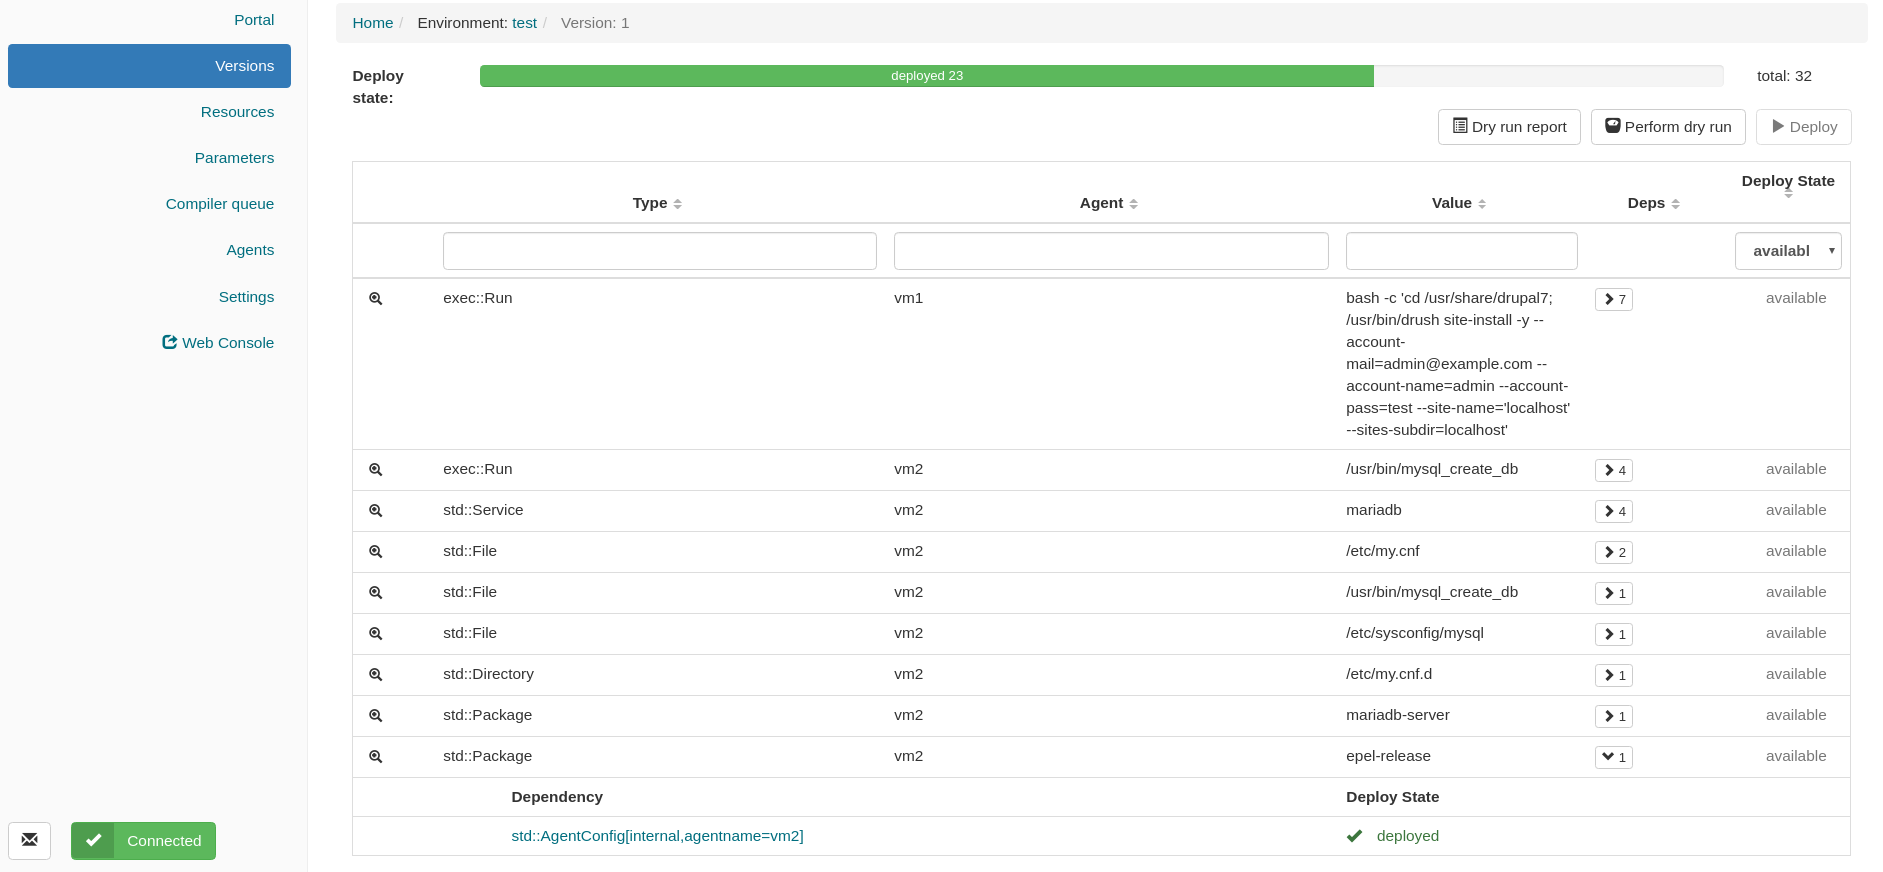 Portal
Versions
Resources
Parameters
Compiler queue
Agents
Settings
Web Console
Connected
Home / Environment: test / Version: 1
Deploy
state:
deployed 23
total: 32
Dry run report
Perform dry run
Deploy
Type
Agent
Value
Deps
Deploy State
availabl
exec::Run vm1 bash -c 'cd /usr/share/drupal7; 7 available
/usr/bin/drush site-install -y --
account-
mail=admin@example.com --
account-name=admin --account-
pass=test --site-name='localhost'
--sites-subdir=localhost'
exec::Run vm2 /usr/bin/mysql_create_db 4 available
std::Service vm2 mariadb 4 available
std::File vm2 /etc/my.cnf 2 available
std::File vm2 /usr/bin/mysql_create_db 1 available
std::File vm2 /etc/sysconfig/mysql 1 available
std::Directory vm2 /etc/my.cnf.d 1 available
std::Package vm2 mariadb-server 1 available
std::Package vm2 epel-release 1 available
Dependency Deploy State
std::AgentConfig[internal,agentname=vm2] deployed